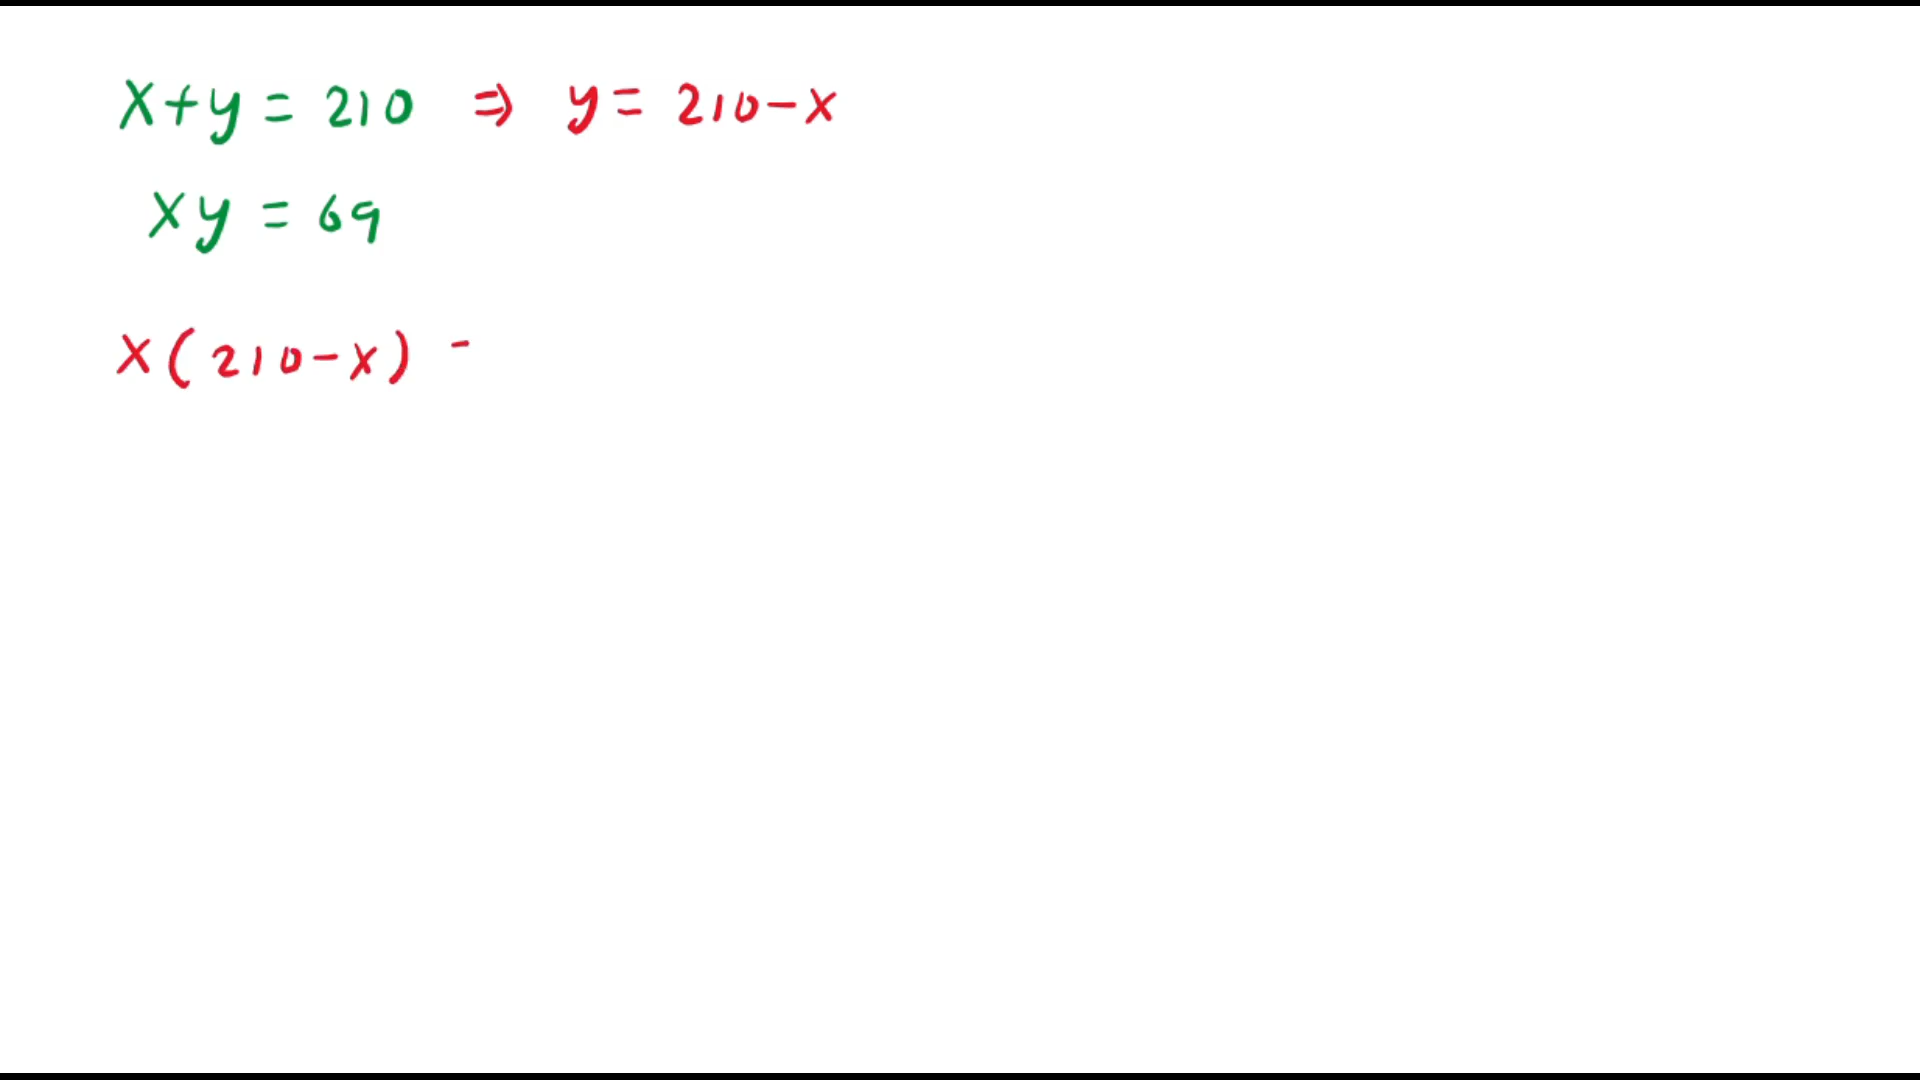 x+y = 210 ⇒ y = 210-x
xy = 69
x(210-x) -